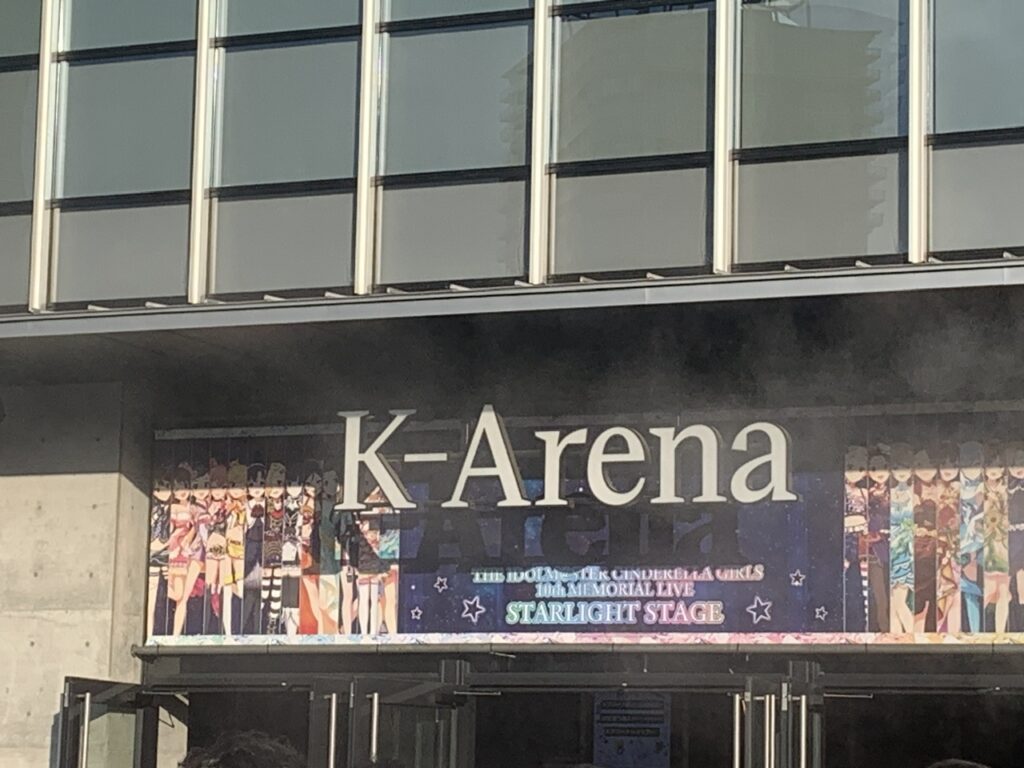 K-Arena
THE IDOLM@STER CINDERELLA GIRLS
10th MEMORIAL LIVE
STARLIGHT STAGE